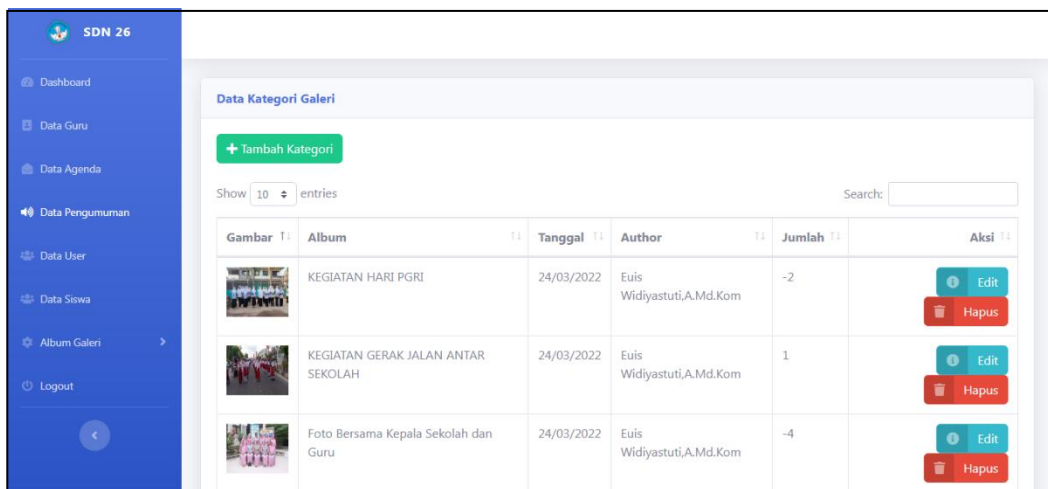 SDN 26
Dashboard
Data Guru
Data Agenda
Data Pengumuman
Data User
Data Siswa
Album Galeri
Logout
Data Kategori Galeri
Tambah Kategori
Show 10 entries
Search:
Gambar Album Tanggal Author Jumlah Aksi
KEGIATAN HARI PGRI 24/03/2022 Euis -2 Edit
Widiyastuti,A.Md.Kom Hapus
KEGIATAN GERAK JALAN ANTAR 24/03/2022 Euis 1 Edit
SEKOLAH Widiyastuti,A.Md.Kom Hapus
Foto Bersama Kepala Sekolah dan 24/03/2022 Euis -4 Edit
Guru Widiyastuti,A.Md.Kom Hapus